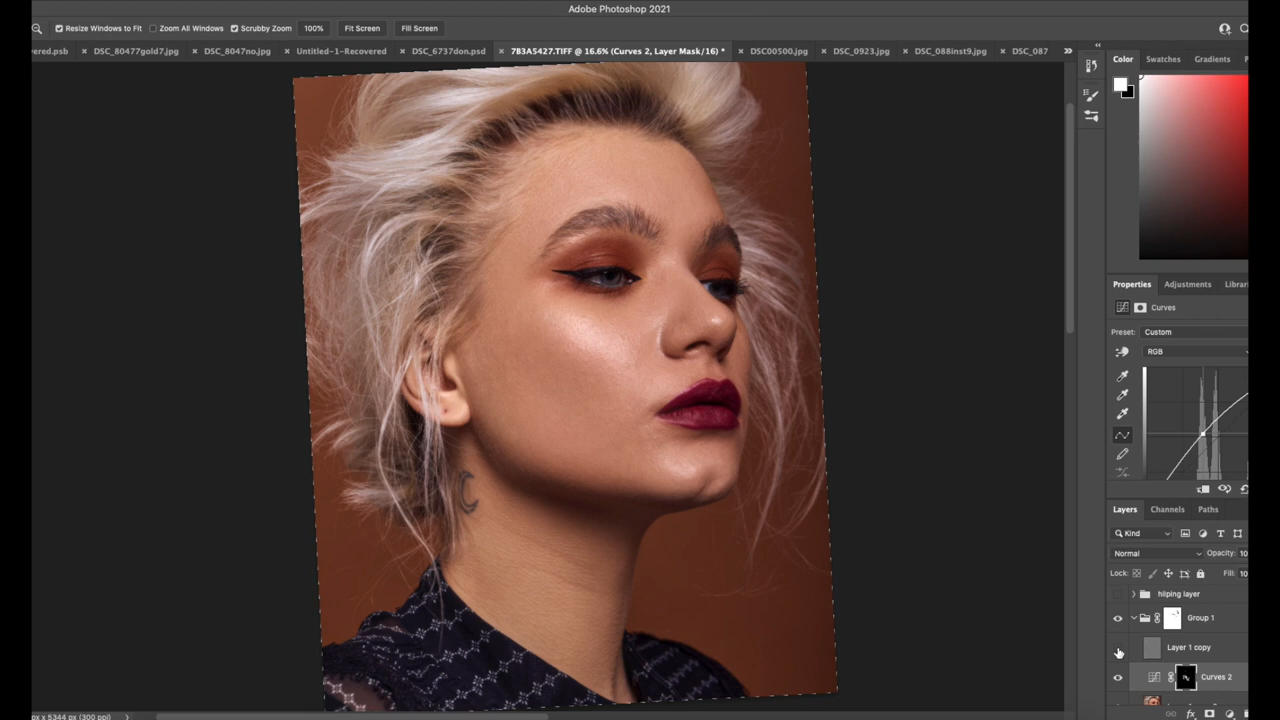 Adobe Photoshop 2021
Resize Windows to Fit Zoom All Windows Scrubby Zoom 100% Fit Screen Fill Screen
ered.psb × DSC_80477gold7.jpg × DSC_8047no.jpg × Untitled-1-Recovered × DSC_6737don.psd × 7B3A5427.TIFF @ 16.6% (Curves 2, Layer Mask/16) * × DSC00500.jpg × DSC_0923.jpg × DSC_088inst9.jpg × DSC_087
Color Swatches Gradients P
Properties Adjustments Librar
Curves
Preset: Custom
RGB
Layers Channels Paths
Kind
Normal Opacity: 10
Lock: Fill: 10
hliping layer
Group 1
Layer 1 copy
Curves 2
px x 5344 px (300 ppi)